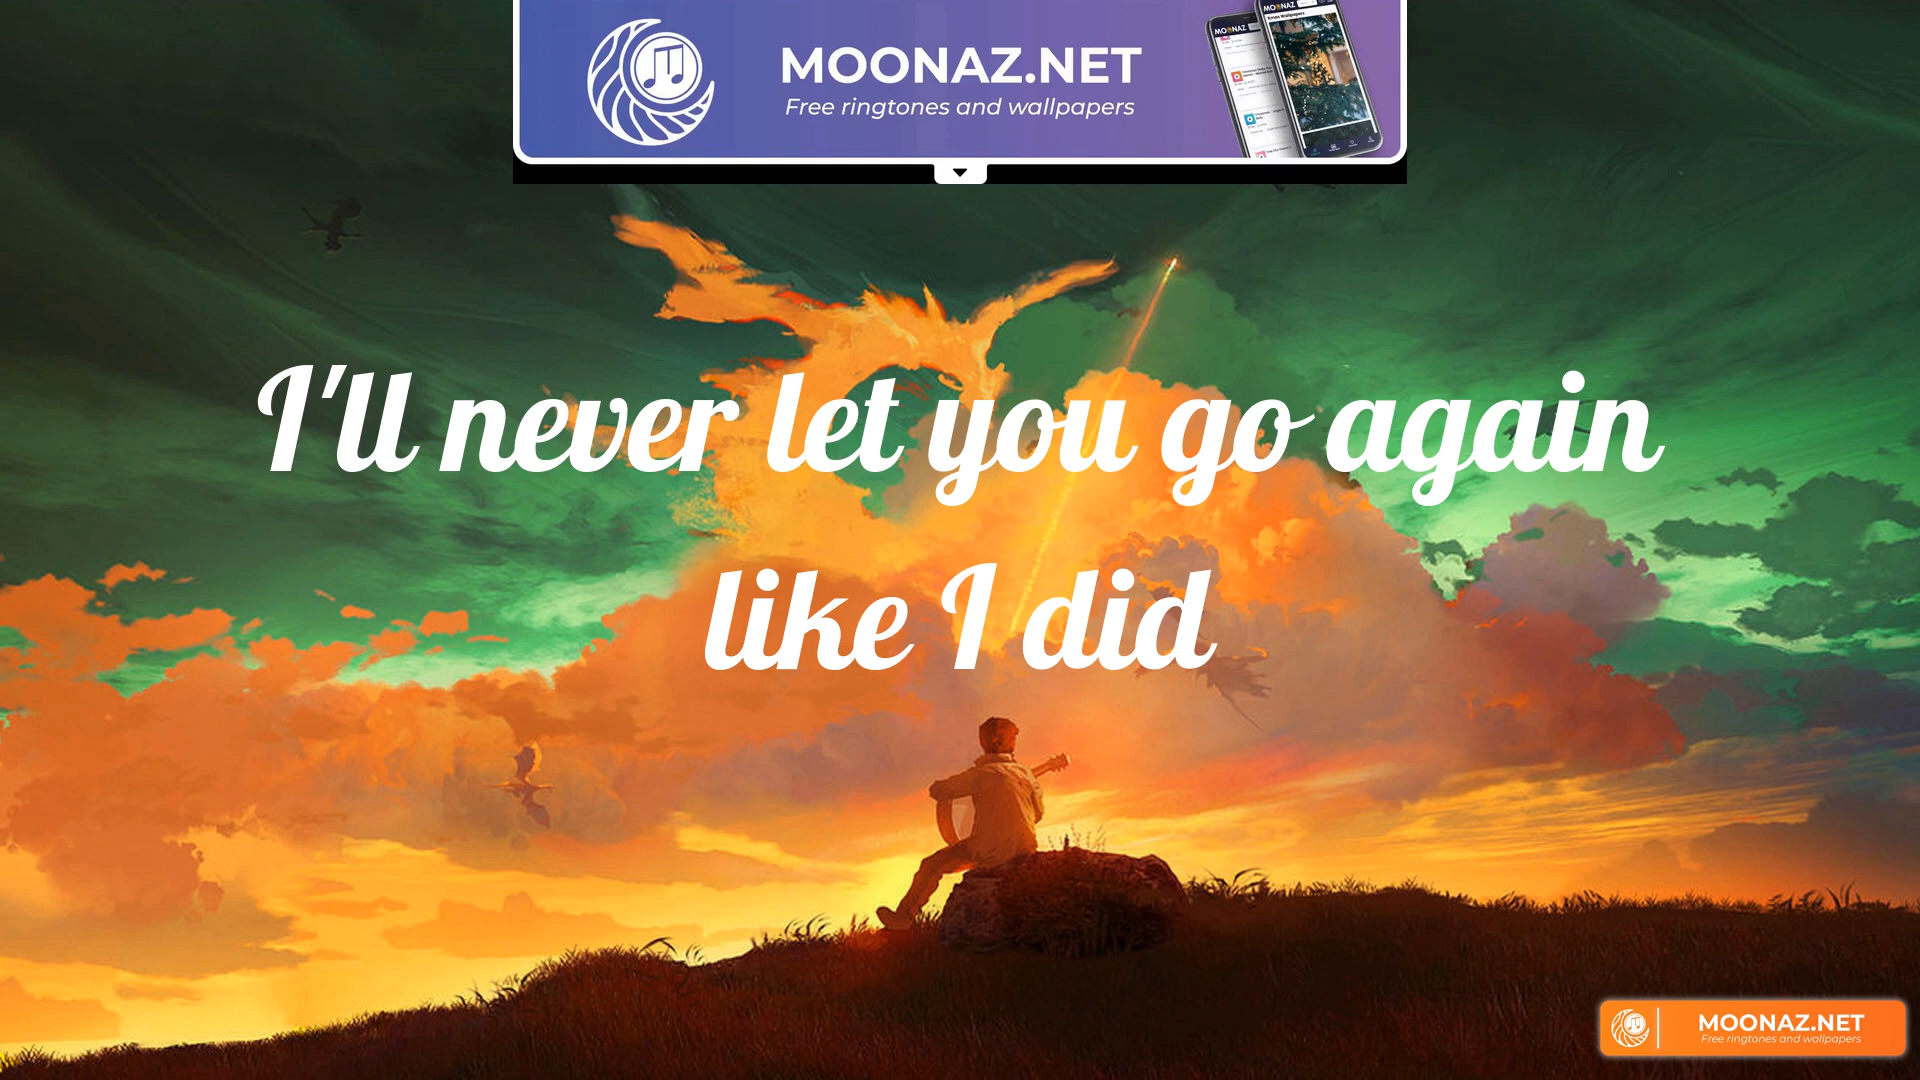 MOONAZ.NET
Free ringtones and wallpapers
I'll never let you go again
like I did
MOONAZ.NET
Free ringtones and wallpapers